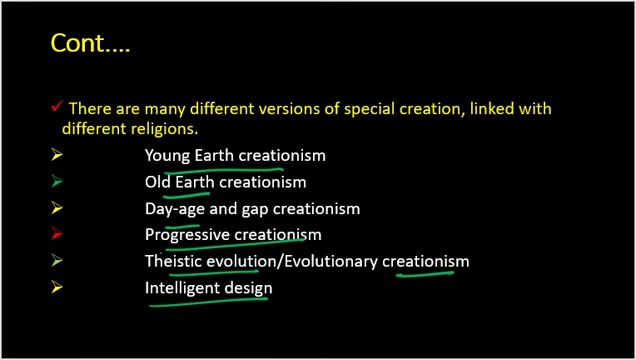 Cont....
There are many different versions of special creation, linked with
different religions.
Young Earth creationism
Old Earth creationism
Day-age and gap creationism
Progressive creationism
Theistic evolution/Evolutionary creationism
Intelligent design